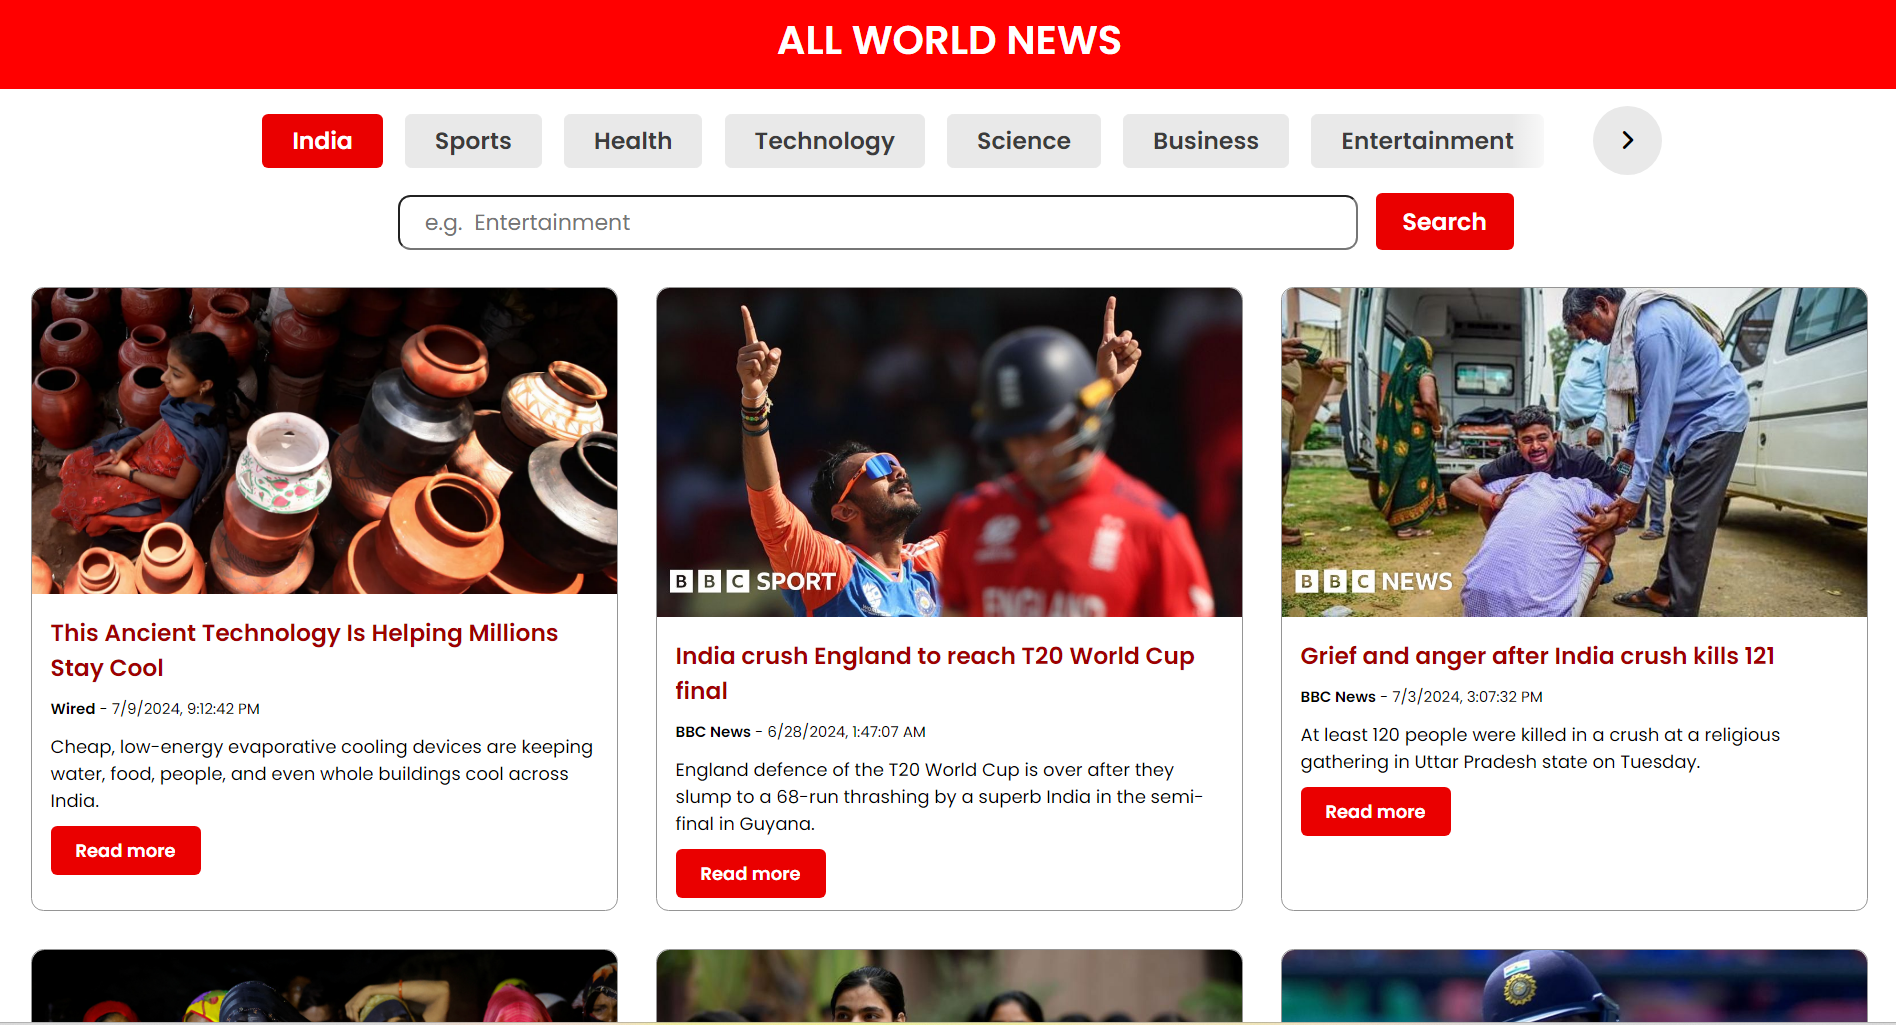 ALL WORLD NEWS
India
Sports
Health
Technology
Science
Business
Entertainment
e.g. Entertainment
Search
BBC SPORT
ENGLAND
BBC NEWS
This Ancient Technology Is Helping Millions
Stay Cool
Wired - 7/9/2024, 9:12:42 PM
Cheap, low-energy evaporative cooling devices are keeping
water, food, people, and even whole buildings cool across
India.
Read more
India crush England to reach T20 World Cup
final
BBC News - 6/28/2024, 1:47:07 AM
England defence of the T20 World Cup is over after they
slump to a 68-run thrashing by a superb India in the semi-
final in Guyana.
Read more
Grief and anger after India crush kills 121
BBC News - 7/3/2024, 3:07:32 PM
At least 120 people were killed in a crush at a religious
gathering in Uttar Pradesh state on Tuesday.
Read more